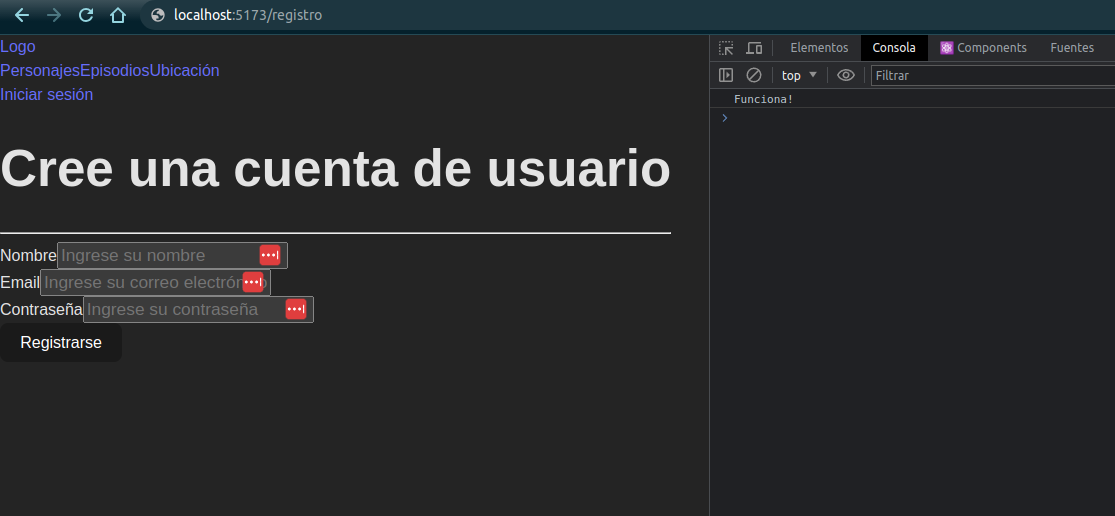 localhost:5173/registro
Logo
PersonajesEpisodiosUbicación
Iniciar sesión
Cree una cuenta de usuario
Nombre Ingrese su nombre
Email Ingrese su correo electrón
Contraseña Ingrese su contraseña
Registrarse
Elementos Consola Components Fuentes
top Filtrar
Funciona!